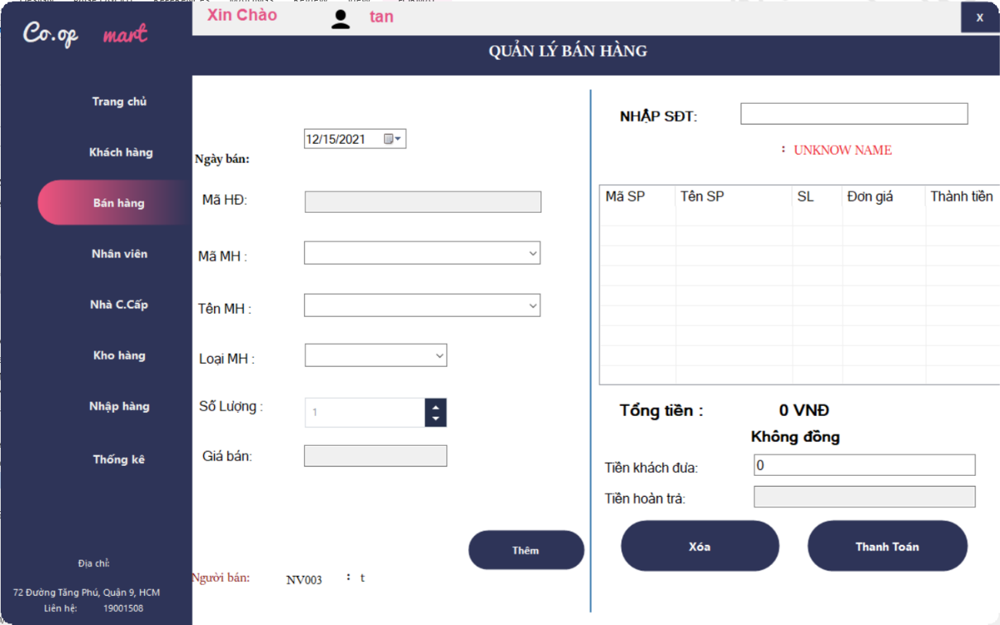 Xin Chào tan X
Co.op mart
QUẢN LÝ BÁN HÀNG
Trang chủ
Khách hàng
Bán hàng
Nhân viên
Nhà C.Cấp
Kho hàng
Nhập hàng
Thống kê
Địa chỉ:
72 Đường Tăng Phú, Quận 9, HCM
Liên hệ: 19001508
12/15/2021
Ngày bán:
Mã HĐ:
Mã MH :
Tên MH :
Loại MH :
Số Lượng : 1
Giá bán:
Thêm
Người bán: NV003 : t
NHẬP SĐT:
: UNKNOW NAME
Mã SP Tên SP SL Đơn giá Thành tiền
Tổng tiền : 0 VNĐ
Không đồng
Tiền khách đưa: 0
Tiền hoàn trả:
Xóa Thanh Toán